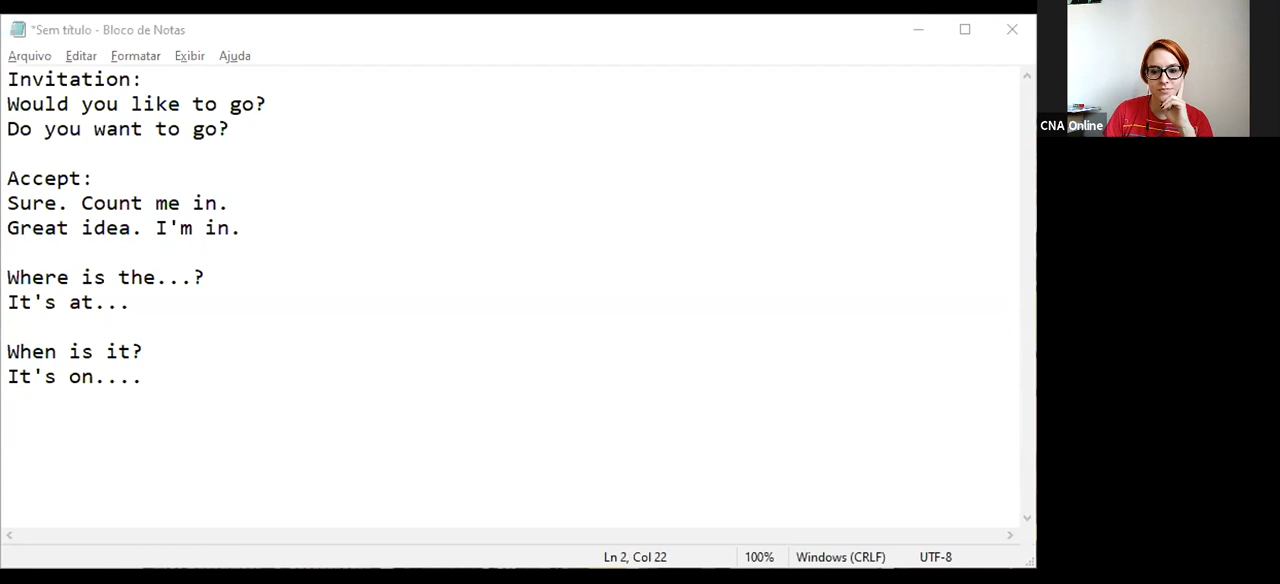 *Sem título - Bloco de Notas
Arquivo Editar Formatar Exibir Ajuda
Invitation:
Would you like to go?
Do you want to go?
Accept:
Sure. Count me in.
Great idea. I'm in.
Where is the...?
It's at...
When is it?
It's on....
Ln 2, Col 22 100% Windows (CRLF) UTF-8
CNA Online